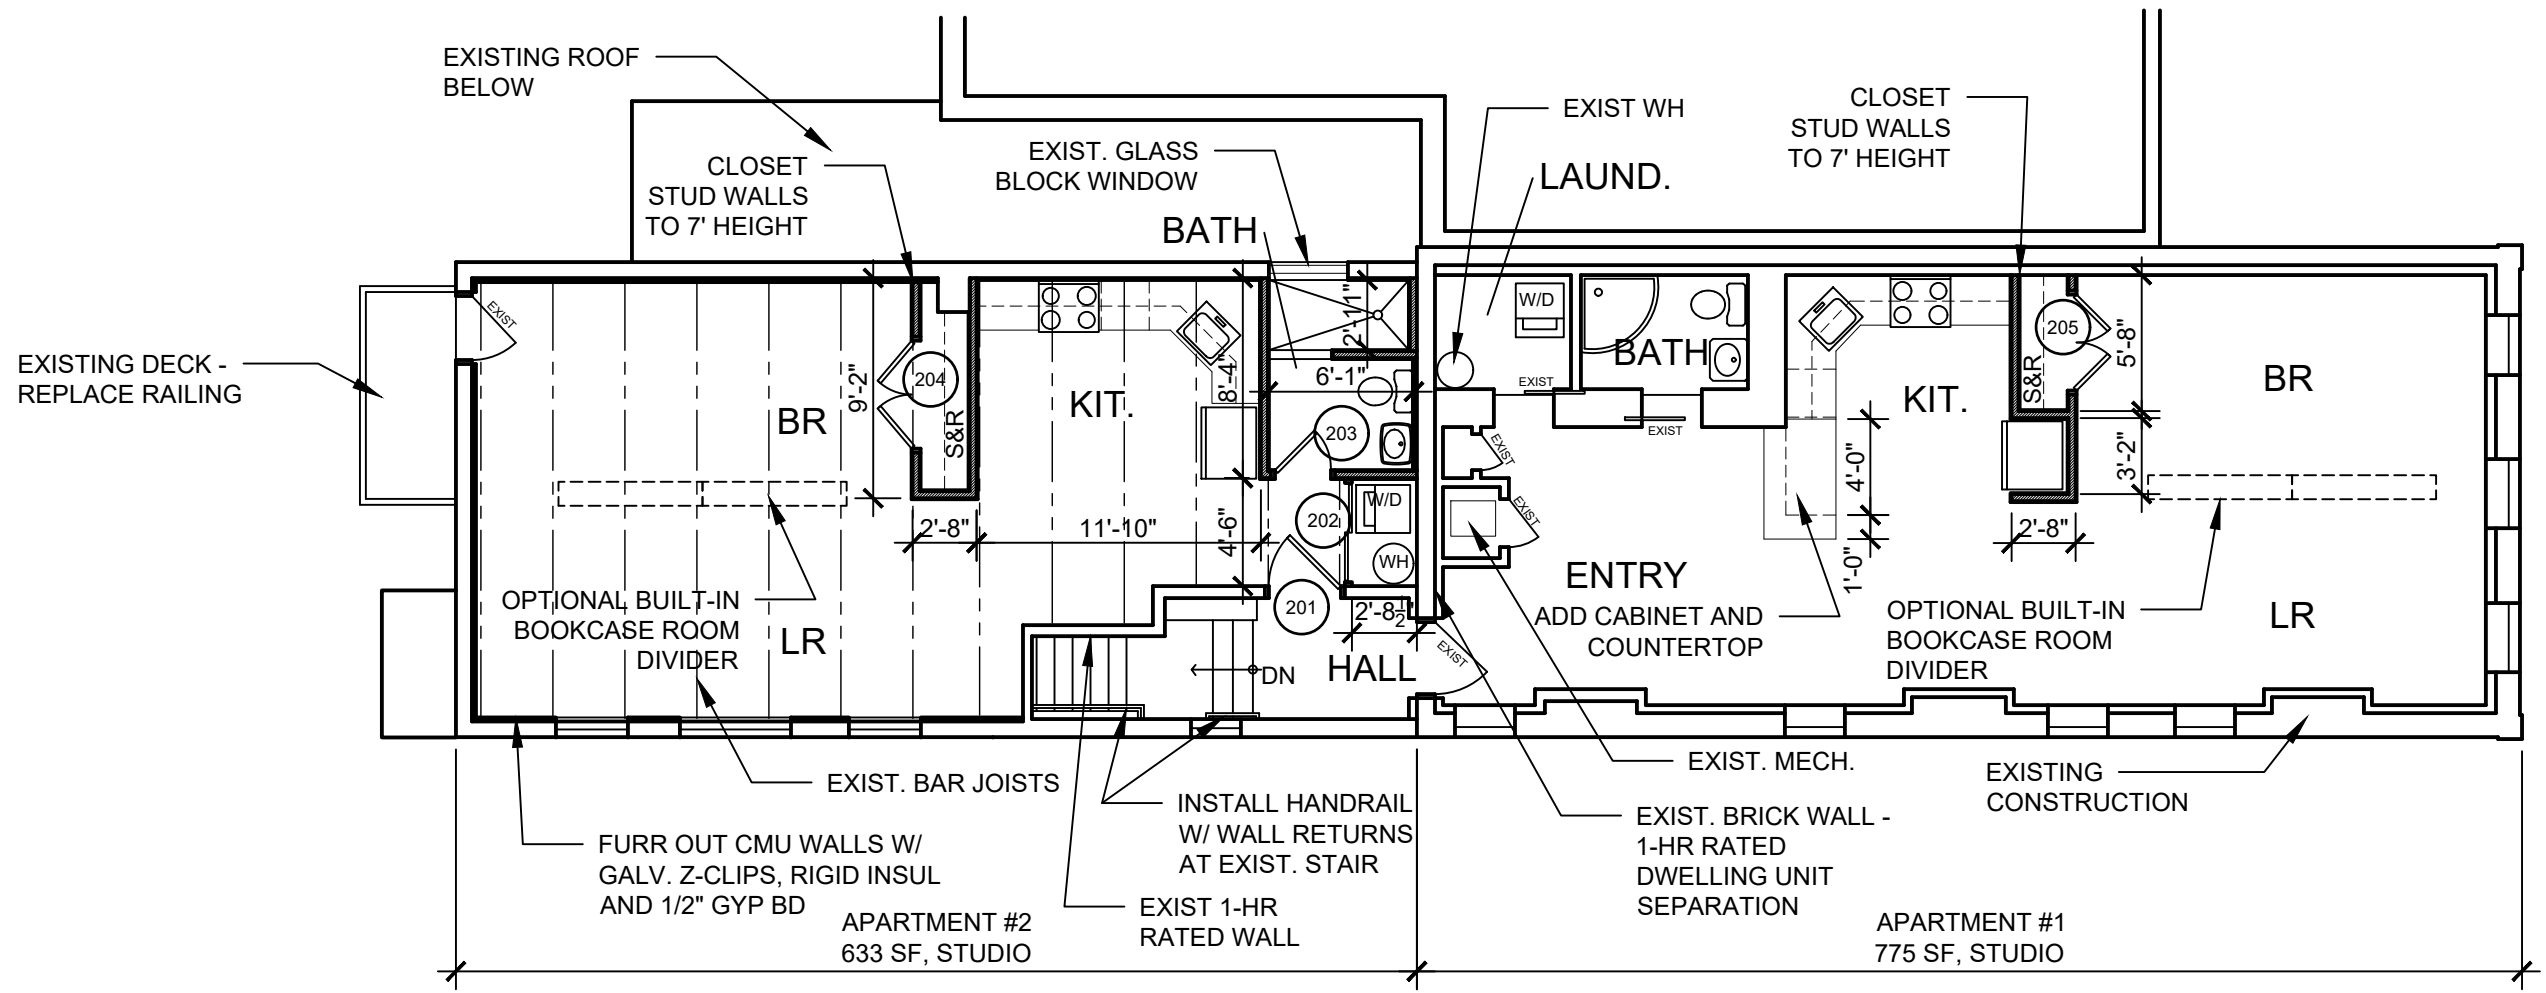 EXISTING ROOF
BELOW
CLOSET
STUD WALLS
TO 7' HEIGHT
EXIST. GLASS
BLOCK WINDOW
BATH
EXIST WH
LAUND.
CLOSET
STUD WALLS
TO 7' HEIGHT
EXISTING DECK -
REPLACE RAILING
EXIST
BR
9'-2"
204
S&R
KIT.
8'-4"
2'-11"
6'-1"
203
W/D
EXIST
BATH
EXIST
KIT.
S&R
205
5'-8"
BR
3'-2"
4'-0"
1'-0"
2'-8"
EXIST
EXIST
W/D
202
WH
4'-6"
2'-8"
11'-10"
OPTIONAL BUILT-IN
BOOKCASE ROOM
DIVIDER
LR
201
2'-8 1/2"
HALL
DN
EXIST
ENTRY
ADD CABINET AND
COUNTERTOP
OPTIONAL BUILT-IN
BOOKCASE ROOM
DIVIDER
LR
EXIST. BAR JOISTS
INSTALL HANDRAIL
W/ WALL RETURNS
AT EXIST. STAIR
EXIST. MECH.
EXISTING
CONSTRUCTION
FURR OUT CMU WALLS W/
GALV. Z-CLIPS, RIGID INSUL
AND 1/2" GYP BD
EXIST 1-HR
RATED WALL
EXIST. BRICK WALL -
1-HR RATED
DWELLING UNIT
SEPARATION
APARTMENT #2
633 SF, STUDIO
APARTMENT #1
775 SF, STUDIO